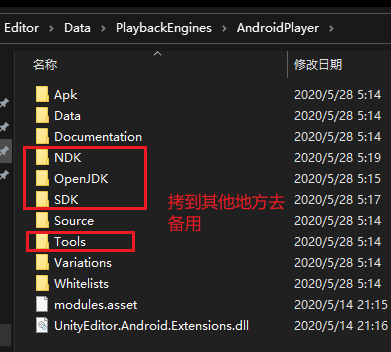 Editor > Data > PlaybackEngines > AndroidPlayer >
名称 修改日期
Apk 2020/5/28 5:14
Data 2020/5/28 5:14
Documentation 2020/5/28 5:14
NDK 2020/5/28 5:19
OpenJDK 2020/5/28 5:15
SDK 2020/5/28 5:17
拷到其他地方去
备用
Source 2020/5/28 5:14
Tools 2020/5/28 5:14
Variations 2020/5/28 5:14
Whitelists 2020/5/28 5:14
modules.asset 2020/5/14 21:15
UnityEditor.Android.Extensions.dll 2020/5/14 21:16